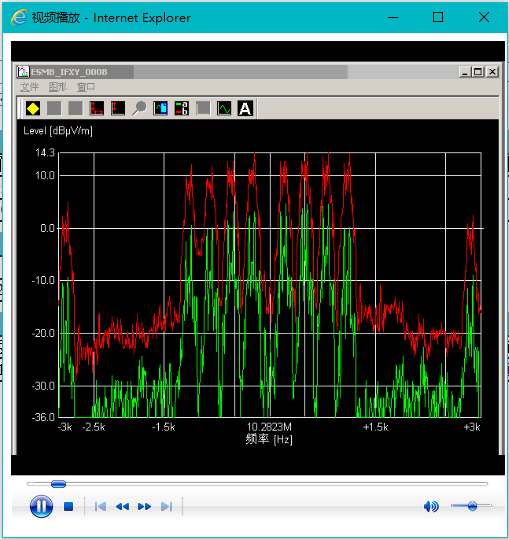 视频播放 - Internet Explorer
ESMB_IFXY_0008
文件 图形 窗口
A
Level [dBµV/m]
14.3
10.0
0.0
-10.0
-20.0
-30.0
-36.0
-3k -2.5k -1.5k 10.2823M +1.5k +3k
频率 [Hz]